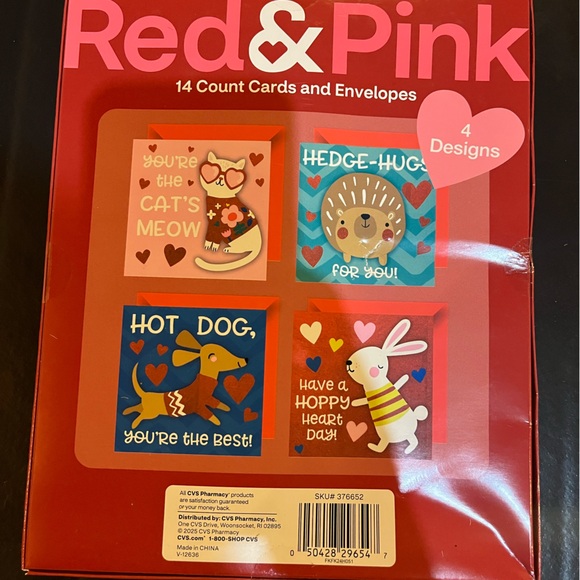 Red & Pink
14 Count Cards and Envelopes
4
Designs
YOU'RE
the
CAT'S
MEOW
HEDGE-HUGS
FOR YOU!
HOT DOG,
YOU'RE the BEST!
HAVE A
HOPPY
HEART
DAY!
All CVS Pharmacy® products
are satisfaction guaranteed
or your money back.
Distributed by: CVS Pharmacy, Inc.
One CVS Drive, Woonsocket, RI 02895
© 2025 CVS Pharmacy
CVS.com® 1-800-SHOP CVS
Made in CHINA
V-12636
SKU# 376652
0 50428 29654 7
FKFK24H051